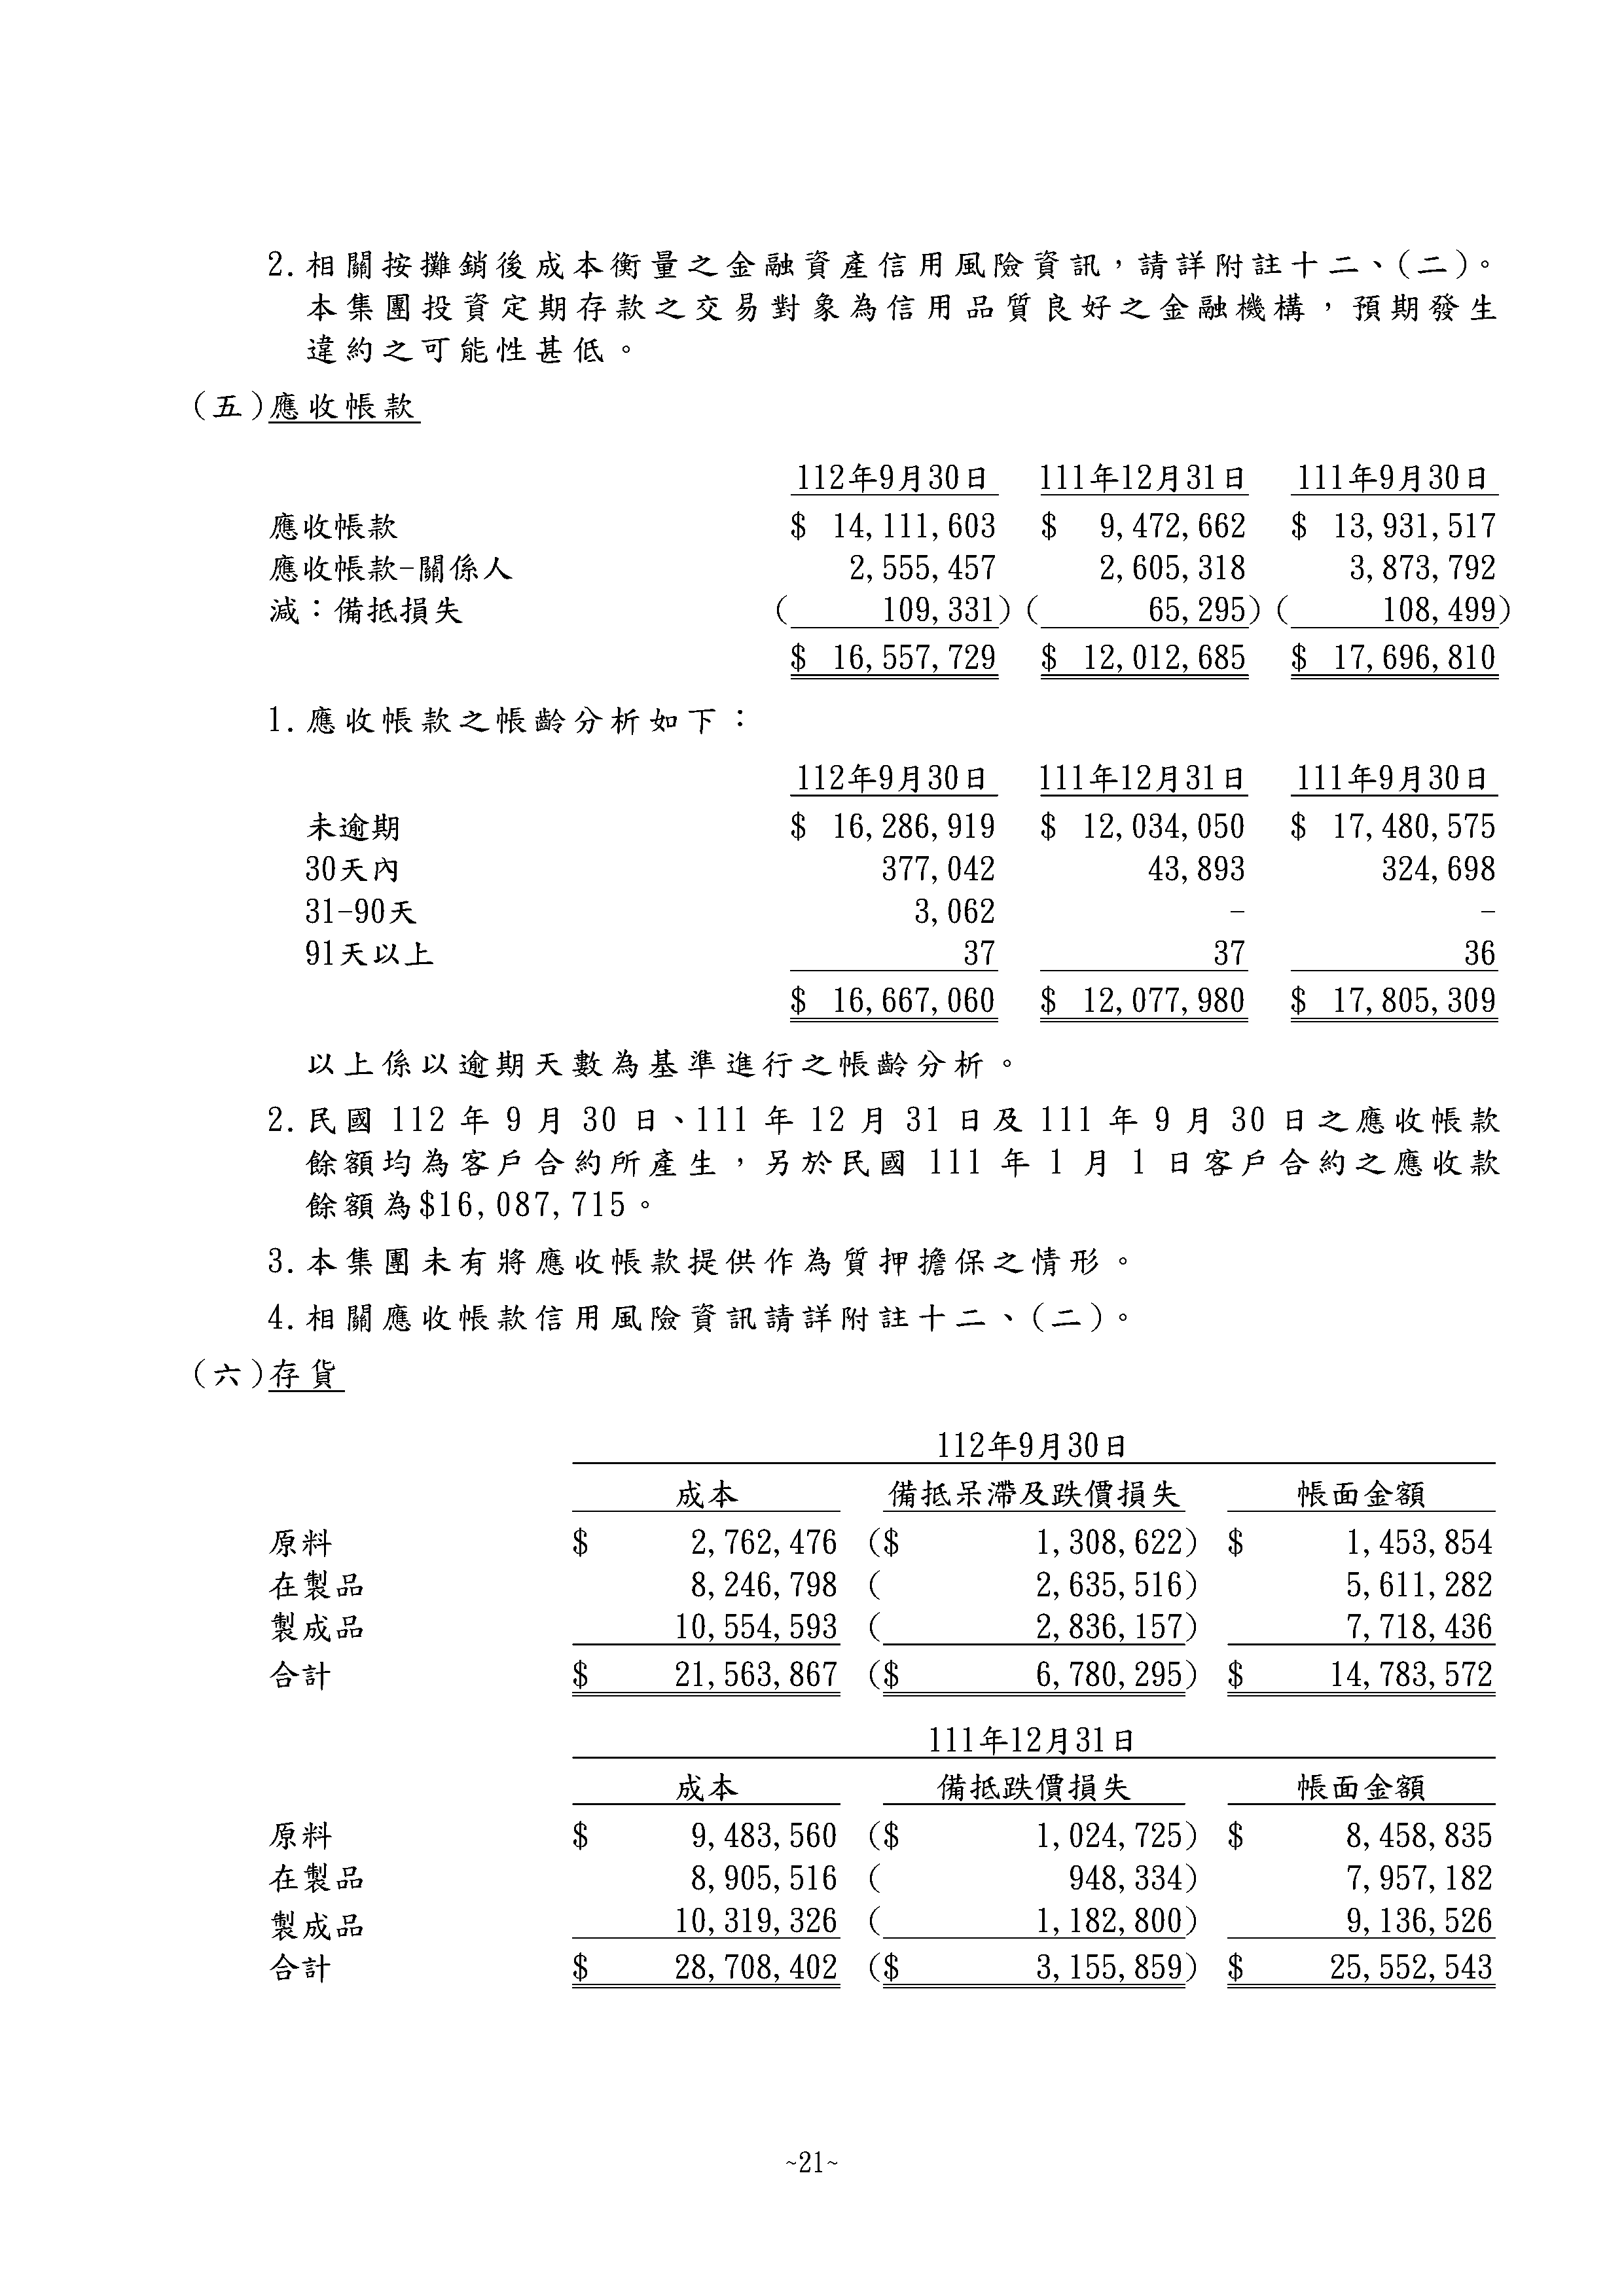 2.相關按攤銷後成本衡量之金融資產信用風險資訊，請詳附註十二、(二)。
本集團投資定期存款之交易對象為信用品質良好之金融機構，預期發生
違約之可能性甚低。
(五)應收帳款
112年9月30日 111年12月31日 111年9月30日
應收帳款 $ 14,111,603 $ 9,472,662 $ 13,931,517
應收帳款-關係人 2,555,457 2,605,318 3,873,792
減：備抵損失 ( 109,331) ( 65,295) ( 108,499)
$ 16,557,729 $ 12,012,685 $ 17,696,810
1.應收帳款之帳齡分析如下：
112年9月30日 111年12月31日 111年9月30日
未逾期 $ 16,286,919 $ 12,034,050 $ 17,480,575
30天內 377,042 43,893 324,698
31-90天 3,062 - -
91天以上 37 37 36
$ 16,667,060 $ 12,077,980 $ 17,805,309
以上係以逾期天數為基準進行之帳齡分析。
2.民國 112 年 9 月 30 日、111 年 12 月 31 日及 111 年 9 月 30 日之應收帳款
餘額均為客戶合約所產生，另於民國 111 年 1 月 1 日客戶合約之應收款
餘額為$16,087,715。
3.本集團未有將應收帳款提供作為質押擔保之情形。
4.相關應收帳款信用風險資訊請詳附註十二、(二)。
(六)存貨
112年9月30日
成本 備抵呆滯及跌價損失 帳面金額
原料 $ 2,762,476 ($ 1,308,622) $ 1,453,854
在製品 8,246,798 ( 2,635,516) 5,611,282
製成品 10,554,593 ( 2,836,157) 7,718,436
合計 $ 21,563,867 ($ 6,780,295) $ 14,783,572
111年12月31日
成本 備抵跌價損失 帳面金額
原料 $ 9,483,560 ($ 1,024,725) $ 8,458,835
在製品 8,905,516 ( 948,334) 7,957,182
製成品 10,319,326 ( 1,182,800) 9,136,526
合計 $ 28,708,402 ($ 3,155,859) $ 25,552,543
~21~